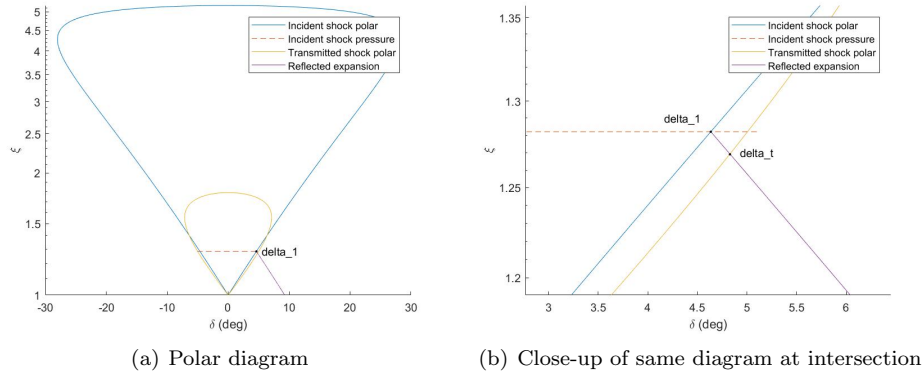 5
4.5
4
3.5
3
2.5
2
1.5
1
ξ
-30
-20
-10
0
10
20
30
δ (deg)
Incident shock polar
Incident shock pressure
Transmitted shock polar
Reflected expansion
delta_1
(a) Polar diagram
1.35
1.3
1.25
1.2
ξ
3
3.5
4
4.5
5
5.5
6
δ (deg)
Incident shock polar
Incident shock pressure
Transmitted shock polar
Reflected expansion
delta_1
delta_t
(b) Close-up of same diagram at intersection